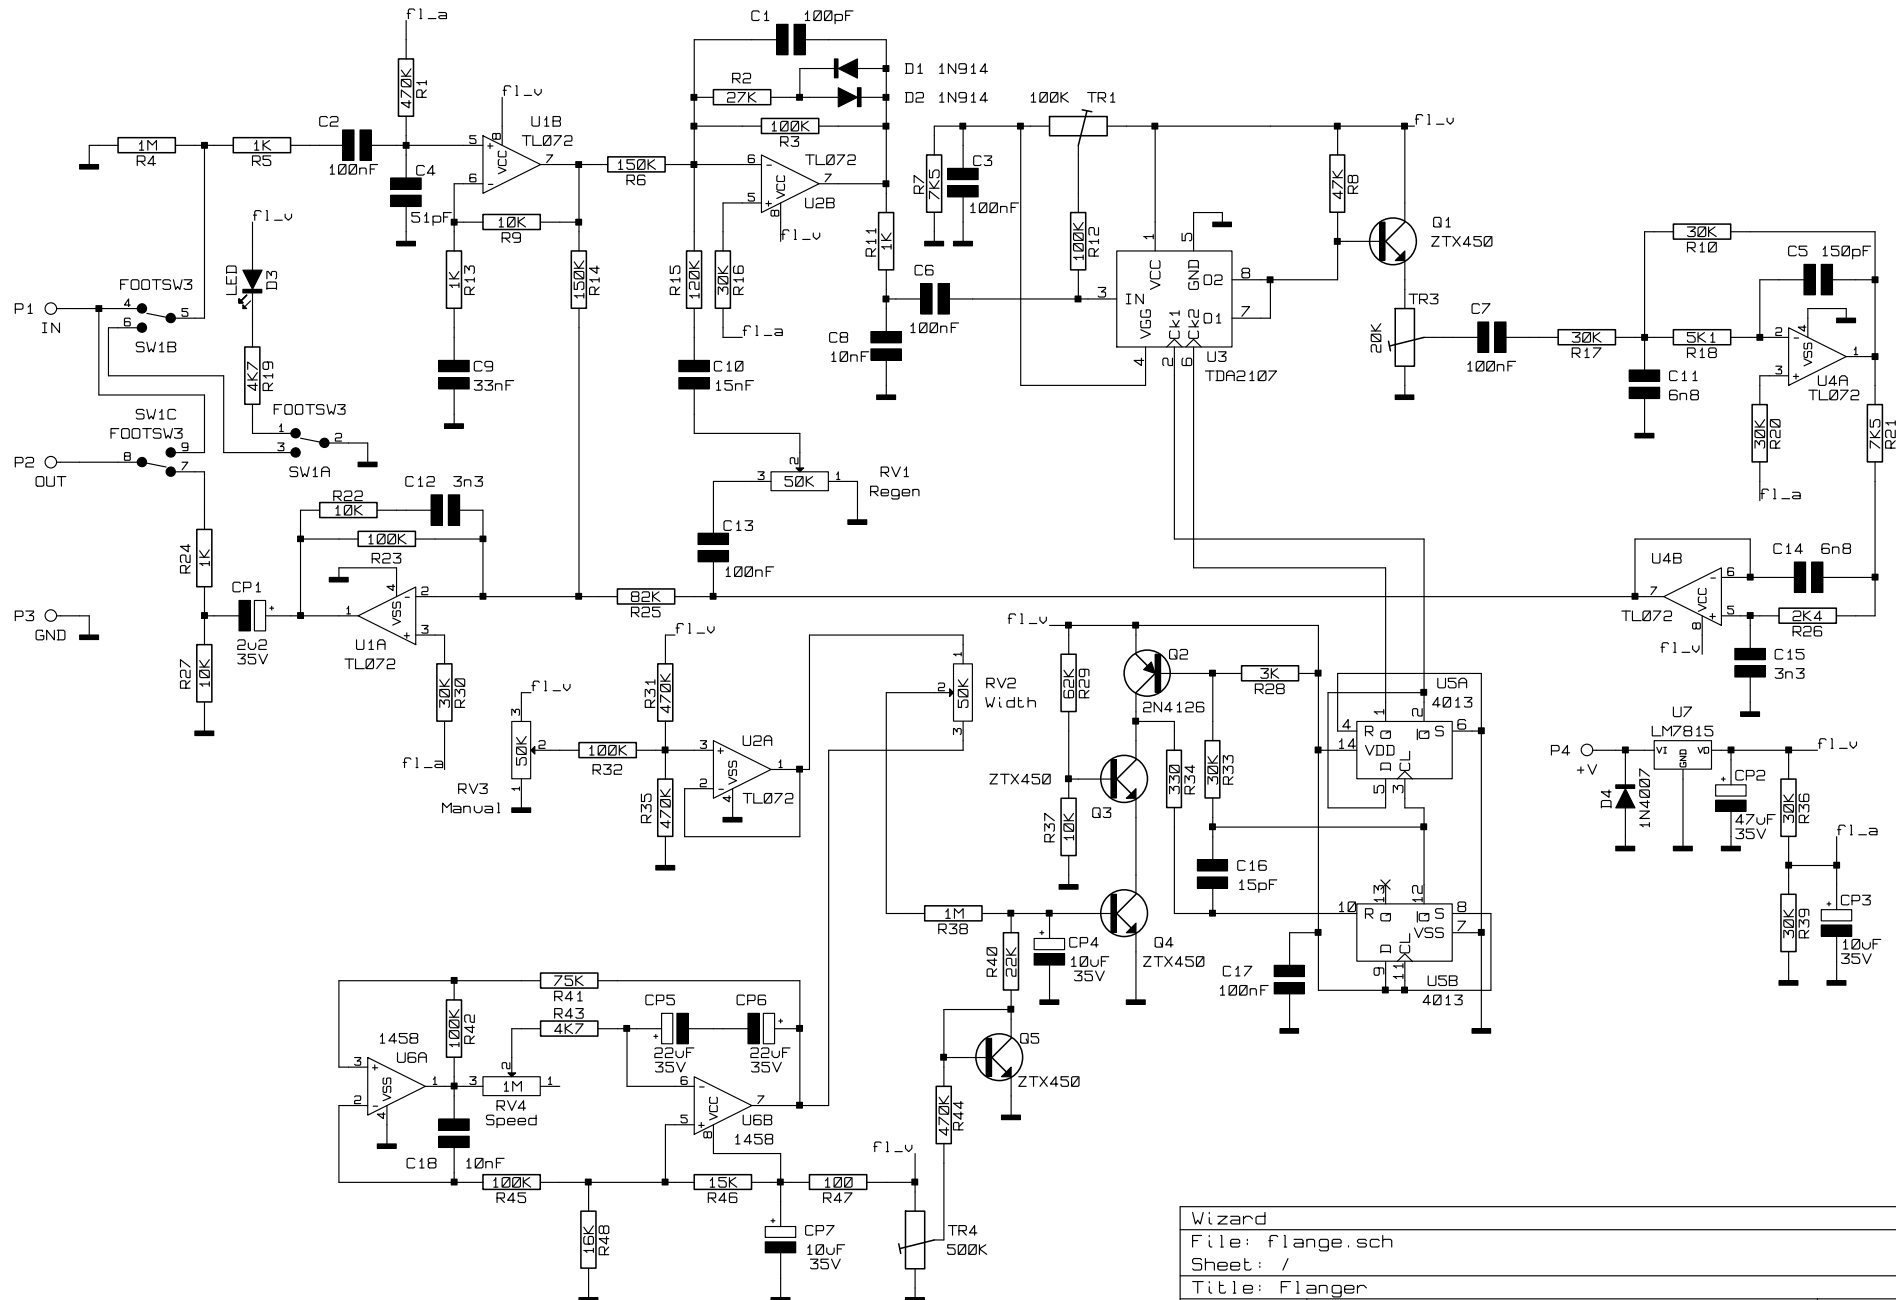 fl_a
C1 100pF
470K
R1
R2
27K
D1 1N914
D2 1N914
100K TR1
fl_v
C2
100nF
1M
R4
1K
R5
C4
51pF
U1B
TL072
VCC
5
6
7
8
150K
R6
100K
R3
TL072
U2B
VCC
6
5
7
8
fl_v
R7
7K5
C3
100nF
fl_v
47K
R8
Q1
ZTX450
30K
R10
C5 150pF
fl_v
LED
D3
10K
R9
1K
R13
150K
R14
R15
120K
30K
R16
fl_a
R11
1K
C6
100nF
100K
R12
1
5
VCC
GND
O2
8
3
IN
O1
7
VGG
Ck1
Ck2
4
2
6
U3
TDA2107
TR3
20K
C7
100nF
30K
R17
5K1
R18
2
3
4
1
VSS
U4A
TL072
P1
IN
FOOTSW3
4
5
6
SW1B
4K7
R19
C9
33nF
C10
15nF
C8
10nF
C11
6n8
30K
R20
7K5
R21
fl_a
FOOTSW3
1
2
3
SW1A
SW1C
FOOTSW3
9
8
7
P2
OUT
C12 3n3
R22
10K
100K
R23
2
3
50K
1
RV1
Regen
C13
100nF
R24
1K
CP1
2u2
35V
4
1
2
3
VSS
U1A
TL072
82K
R25
U4B
TL072
VCC
7
6
5
8
fl_v
C14 6n8
2K4
R26
C15
3n3
P3
GND
R27
10K
30K
R30
fl_a
fl_v
R31
470K
fl_v
3
50K
2
1
RV3
Manual
100K
R32
R35
470K
3
2
1
4
VSS
U2A
TL072
1
2
50K
3
RV2
Width
fl_v
62K
R29
Q2
2N4126
3K
R28
ZTX450
Q3
R37
10K
330
R34
30K
R33
C16
15pF
U5A
4013
1
2
4
R
Q
Q
S
6
14
VDD
D
CL
5
3
U7
LM7815
VI
GND
VO
P4
+V
fl_v
D4
1N4007
CP2
47uF
35V
30K
R36
fl_a
30K
R39
CP3
10uF
35V
1M
R38
R40
22K
CP4
10uF
35V
Q4
ZTX450
13
12
10
R
Q
Q
S
8
VSS
7
D
CL
9
11
U5B
4013
C17
100nF
75K
R41
R43
4K7
100K
R42
CP5
22uF
35V
CP6
22uF
35V
1458
U6A
3
2
1
4
VSS
3
2
1M
1
RV4
Speed
6
5
7
8
VCC
U6B
1458
Q5
ZTX450
470K
R44
C18 10nF
100K
R45
15K
R46
100
R47
fl_v
16K
R48
CP7
10uF
35V
TR4
500K
Wizard
File: flange.sch
Sheet: /
Title: Flanger